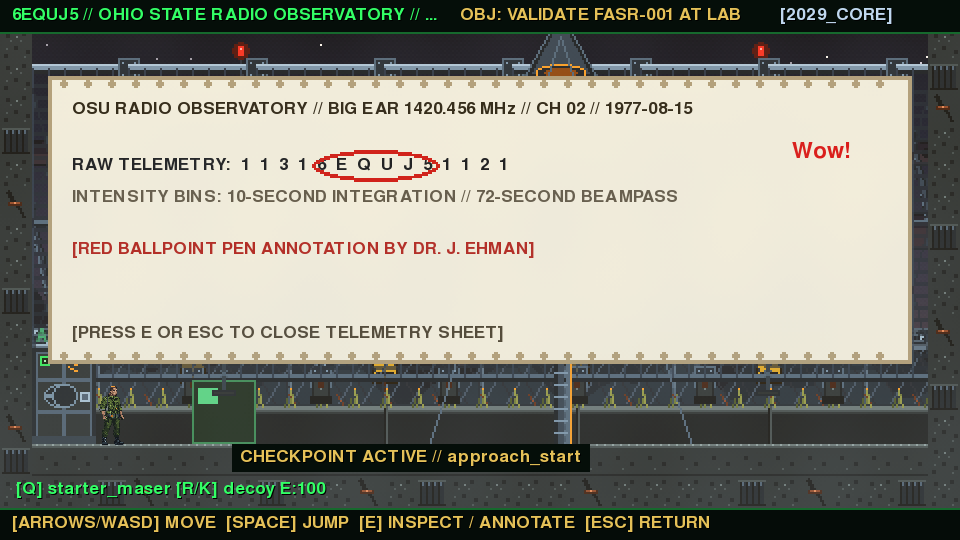 6EQUJ5 // OHIO STATE RADIO OBSERVATORY // ... OBJ: VALIDATE FASR-001 AT LAB [2029_CORE]
OSU RADIO OBSERVATORY // BIG EAR 1420.456 MHz // CH 02 // 1977-08-15
Wow!
RAW TELEMETRY: 1 1 3 1 6 E Q U J 5 1 1 2 1
INTENSITY BINS: 10-SECOND INTEGRATION // 72-SECOND BEAMPASS
[RED BALLPOINT PEN ANNOTATION BY DR. J. EHMAN]
[PRESS E OR ESC TO CLOSE TELEMETRY SHEET]
CHECKPOINT ACTIVE // approach_start
[Q] starter_maser [R/K] decoy E:100
[ARROWS/WASD] MOVE [SPACE] JUMP [E] INSPECT / ANNOTATE [ESC] RETURN